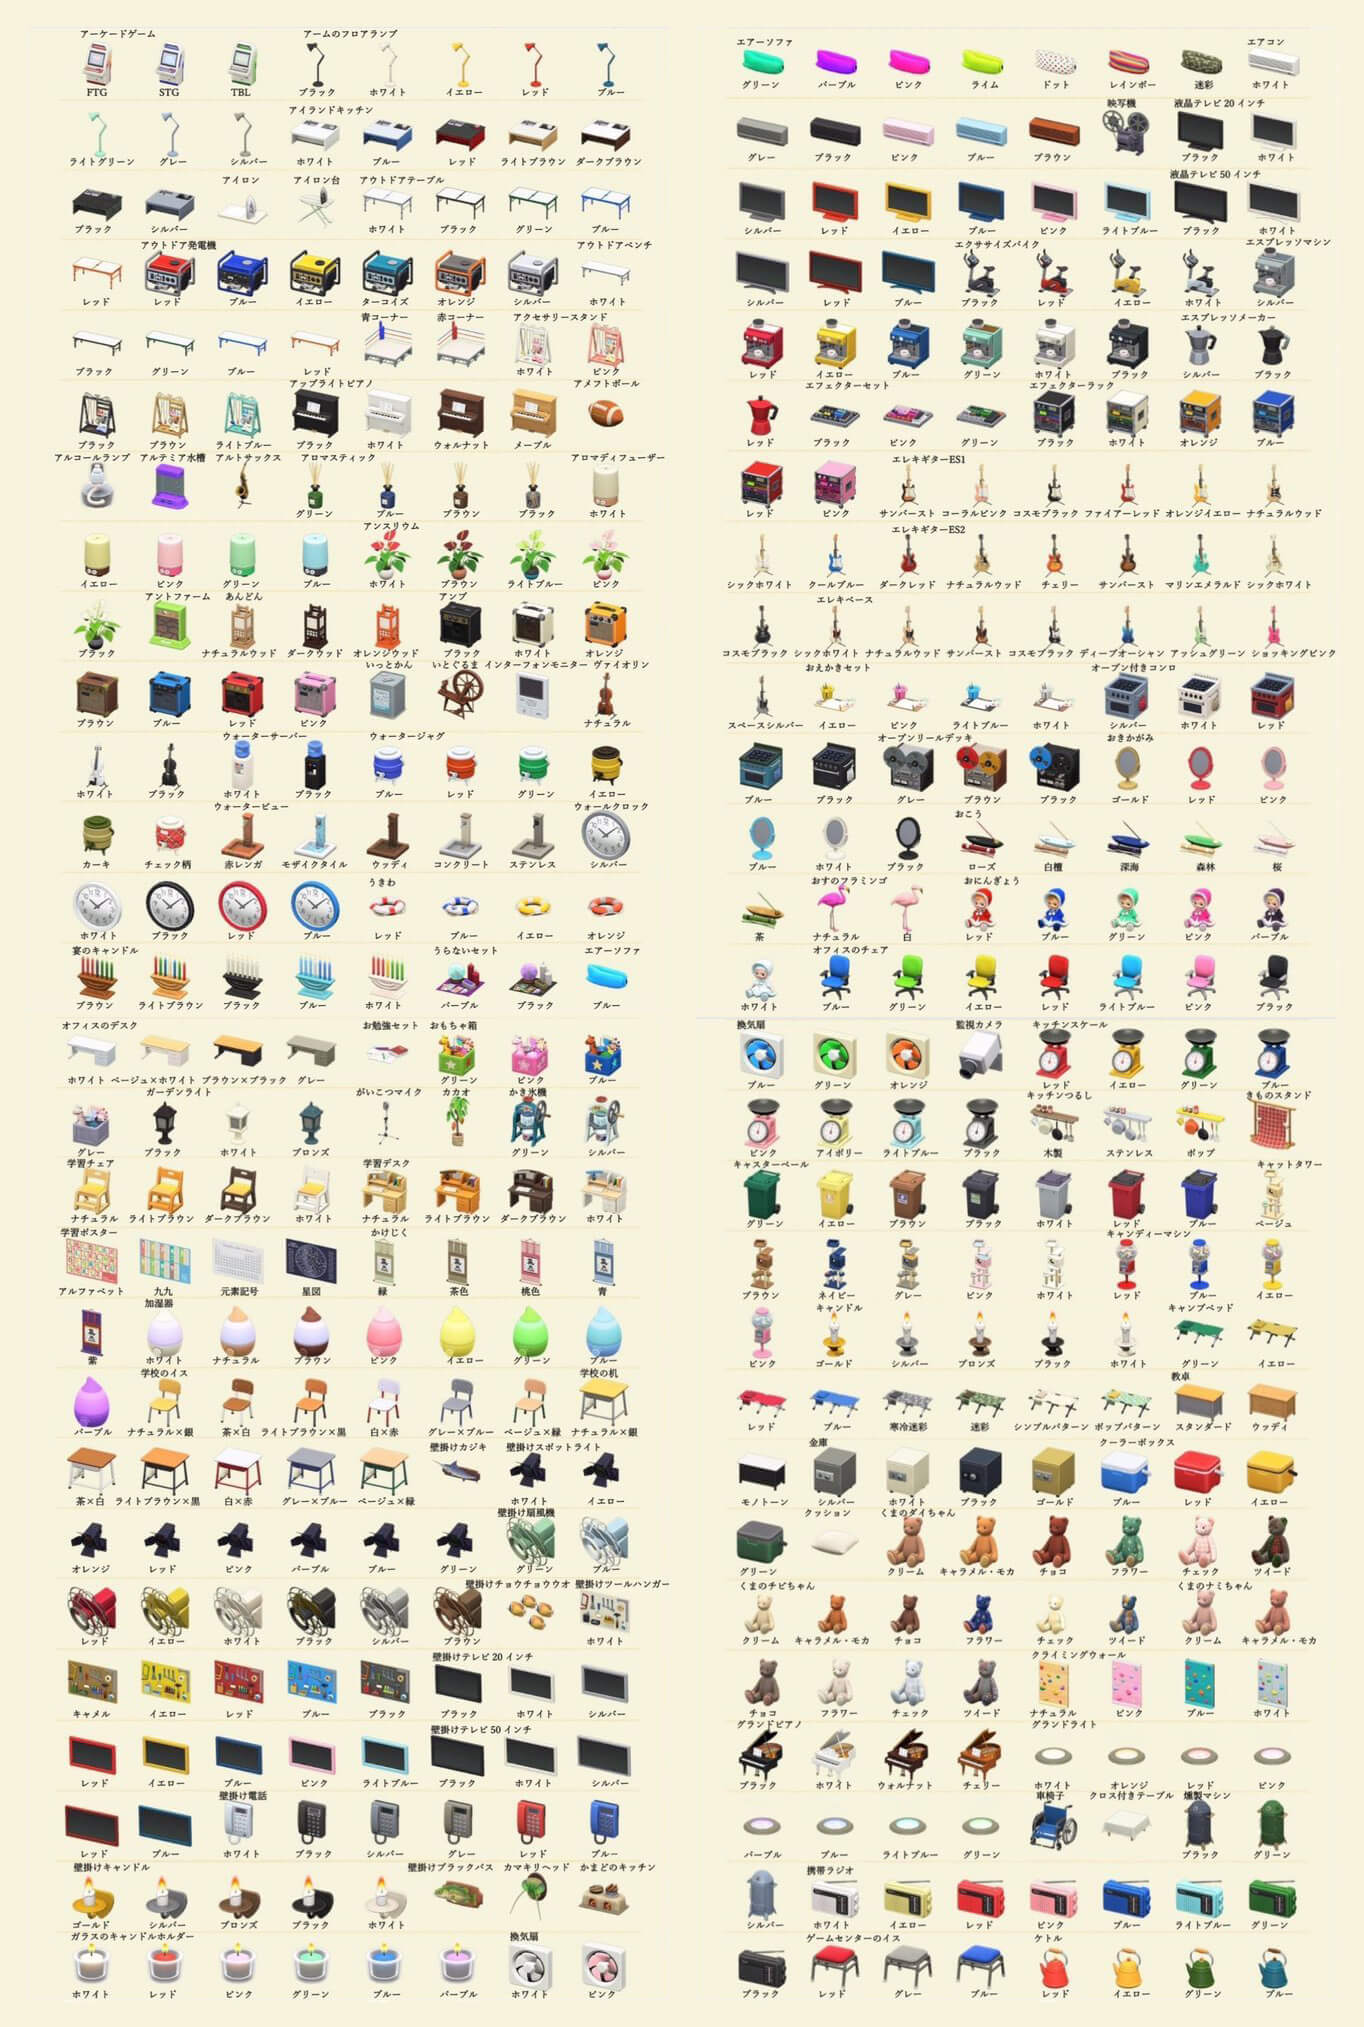 アーケードゲーム アームのフロアランプ
FTG STG TBL ブラック ホワイト イエロー レッド ブルー
アイランドキッチン
ライトグリーン グレー シルバー ホワイト ブルー レッド ライトブラウン ダークブラウン
アイロン アイロン台 アウトドアテーブル
ブラック シルバー ホワイト ブラック グリーン ブルー
アウトドア発電機 アウトドアベンチ
レッド レッド ブルー イエロー ターコイズ オレンジ シルバー ホワイト
青コーナー 赤コーナー アクセサリースタンド
ブラック グリーン ブルー レッド ホワイト ピンク
アップライトピアノ アメフトボール
ブラック ブラウン ライトブルー ブラック ホワイト ウォルナット メープル
アルコールランプ アルテミア水槽 アルトサックス アロマスティック アロマディフューザー
グリーン ブルー ブラウン ブラック ホワイト
アンスリウム
イエロー ピンク グリーン ブルー ホワイト ブラウン ライトブルー ピンク
アントファーム あんどん アンプ
ブラック ナチュラルウッド ダークウッド オレンジウッド ブラック ホワイト オレンジ
いっとかん いとぐるま インターフォンモニター ヴァイオリン
ブラウン ブルー レッド ピンク ナチュラル
ウォーターサーバー ウォータージャグ
ホワイト ブラック ホワイト ブラック ブルー レッド グリーン イエロー
ウォータービュー ウォールクロック
カーキ チェック柄 赤レンガ モザイクタイル ウッディ コンクリート ステンレス シルバー
うきわ
ホワイト ブラック レッド ブルー レッド ブルー イエロー オレンジ
宴のキャンドル うらないセット エアーソファ
ブラウン ライトブラウン ブラック ブルー ホワイト パープル ブラック ブルー
エアーソファ エアコン
グリーン パープル ピンク ライム ドット レインボー 迷彩 ホワイト
映写機 液晶テレビ 20 インチ
グレー ブラック ピンク ブルー ブラウン ブラック ホワイト
液晶テレビ 50 インチ
シルバー レッド イエロー ブルー ピンク ライトブルー ブラック ホワイト
エクササイズバイク エスプレッソマシン
シルバー レッド ブルー ブラック レッド イエロー ホワイト シルバー
エスプレッソメーカー
レッド イエロー ブルー グリーン ホワイト ブラック シルバー ブラック
エフェクターセット エフェクターラック
レッド ブラック ピンク グリーン ブラック ホワイト オレンジ ブルー
エレキギターES1
レッド ピンク サンバースト コーラルピンク コスモブラック ファイアーレッド オレンジイエロー ナチュラルウッド
エレキギターES2
シックホワイト クールブルー ダークレッド ナチュラルウッド チェリー サンバースト マリンエメラルド シックホワイト
エレキベース
コスモブラック シックホワイト ナチュラルウッド サンバースト コスモブラック ディープオーシャン アッシュグリーン ショッキングピンク
おえかきセット オーブン付きコンロ
スペースシルバー イエロー ピンク ライトブルー ホワイト シルバー ホワイト レッド
オープンリールデッキ おきかがみ
ブルー ブラック グレー ブラウン ブラック ゴールド レッド ピンク
おこう
ブルー ホワイト ブラック ローズ 白檀 深海 森林 桜
おすのフラミンゴ おにんぎょう
茶 ナチュラル 白 レッド ブルー グリーン ピンク パープル
オフィスのチェア
ホワイト ブルー グリーン イエロー レッド ライトブルー ピンク ブラック
オフィスのデスク お勉強セット おもちゃ箱
ホワイト ベージュ×ホワイト ブラウン×ブラック グレー グリーン ピンク ブルー
ガーデンライト がいこつマイク カカオ かき氷機
グレー ブラック ホワイト ブロンズ グリーン シルバー
学習チェア 学習デスク
ナチュラル ライトブラウン ダークブラウン ホワイト ナチュラル ライトブラウン ダークブラウン ホワイト
学習ポスター かけじく
アルファベット 九九 元素記号 星図 緑 茶色 桃色 青
加湿器
紫 ホワイト ナチュラル ブラウン ピンク イエロー グリーン ブルー
学校のイス 学校の机
パープル ナチュラル×銀 茶×白 ライトブラウン×黒 白×赤 グレー×ブルー ベージュ×緑 ナチュラル×銀
壁掛けカジキ 壁掛けスポットライト
茶×白 ライトブラウン×黒 白×赤 グレー×ブルー ベージュ×緑 ホワイト イエロー
壁掛け扇風機
オレンジ レッド ピンク パープル ブルー グリーン グリーン ブルー
壁掛けチョウチョウウオ 壁掛けツールハンガー
レッド イエロー ホワイト ブラック シルバー ブラウン ホワイト
壁掛けテレビ 20 インチ
キャメル イエロー レッド ブルー ブラック ブラック ホワイト シルバー
壁掛けテレビ 50 インチ
レッド イエロー ブルー ピンク ライトブルー ブラック ホワイト シルバー
壁掛け電話
レッド ブルー ホワイト ブラック シルバー グレー レッド ブルー
壁掛けキャンドル 壁掛けブラックバス カマキリヘッド かまどのキッチン
ゴールド シルバー ブロンズ ブラック ホワイト
ガラスのキャンドルホルダー 換気扇
ホワイト レッド ピンク グリーン ブルー パープル ホワイト ピンク
換気扇 監視カメラ キッチンスケール
ブルー グリーン オレンジ レッド イエロー グリーン ブルー
キッチンつるし きものスタンド
ピンク アイボリー ライトブルー ブラック 木製 ステンレス ポップ
キャスターペール キャットタワー
グリーン イエロー ブラウン ブラック ホワイト レッド ブルー ベージュ
キャンディーマシン
ブラウン ネイビー グレー ピンク ホワイト レッド ブルー イエロー
キャンドル キャンプベッド
ピンク ゴールド シルバー ブロンズ ブラック ホワイト グリーン イエロー
教卓
レッド ブルー 寒冷迷彩 迷彩 シンプルパターン ポップパターン スタンダード ウッディ
金庫 クーラーボックス
モノトーン シルバー ホワイト ブラック ゴールド ブルー レッド イエロー
クッション くまのダイちゃん
グリーン クリーム キャラメル・モカ チョコ フラワー チェック ツイード
くまのチビちゃん くまのナミちゃん
クリーム キャラメル・モカ チョコ フラワー チェック ツイード クリーム キャラメル・モカ
クライミングウォール
チョコ フラワー チェック ツイード ナチュラル ピンク ブルー ホワイト
グランドピアノ グランドライト
ブラック ホワイト ウォルナット チェリー ホワイト オレンジ レッド ピンク
車椅子 クロス付きテーブル 燻製マシン
パープル ブルー ライトブルー グリーン ブラック グリーン
携帯ラジオ
シルバー ホワイト イエロー レッド ピンク ブルー ライトブルー グリーン
ゲームセンターのイス ケトル
ブラック レッド グレー ブルー レッド イエロー グリーン ブルー